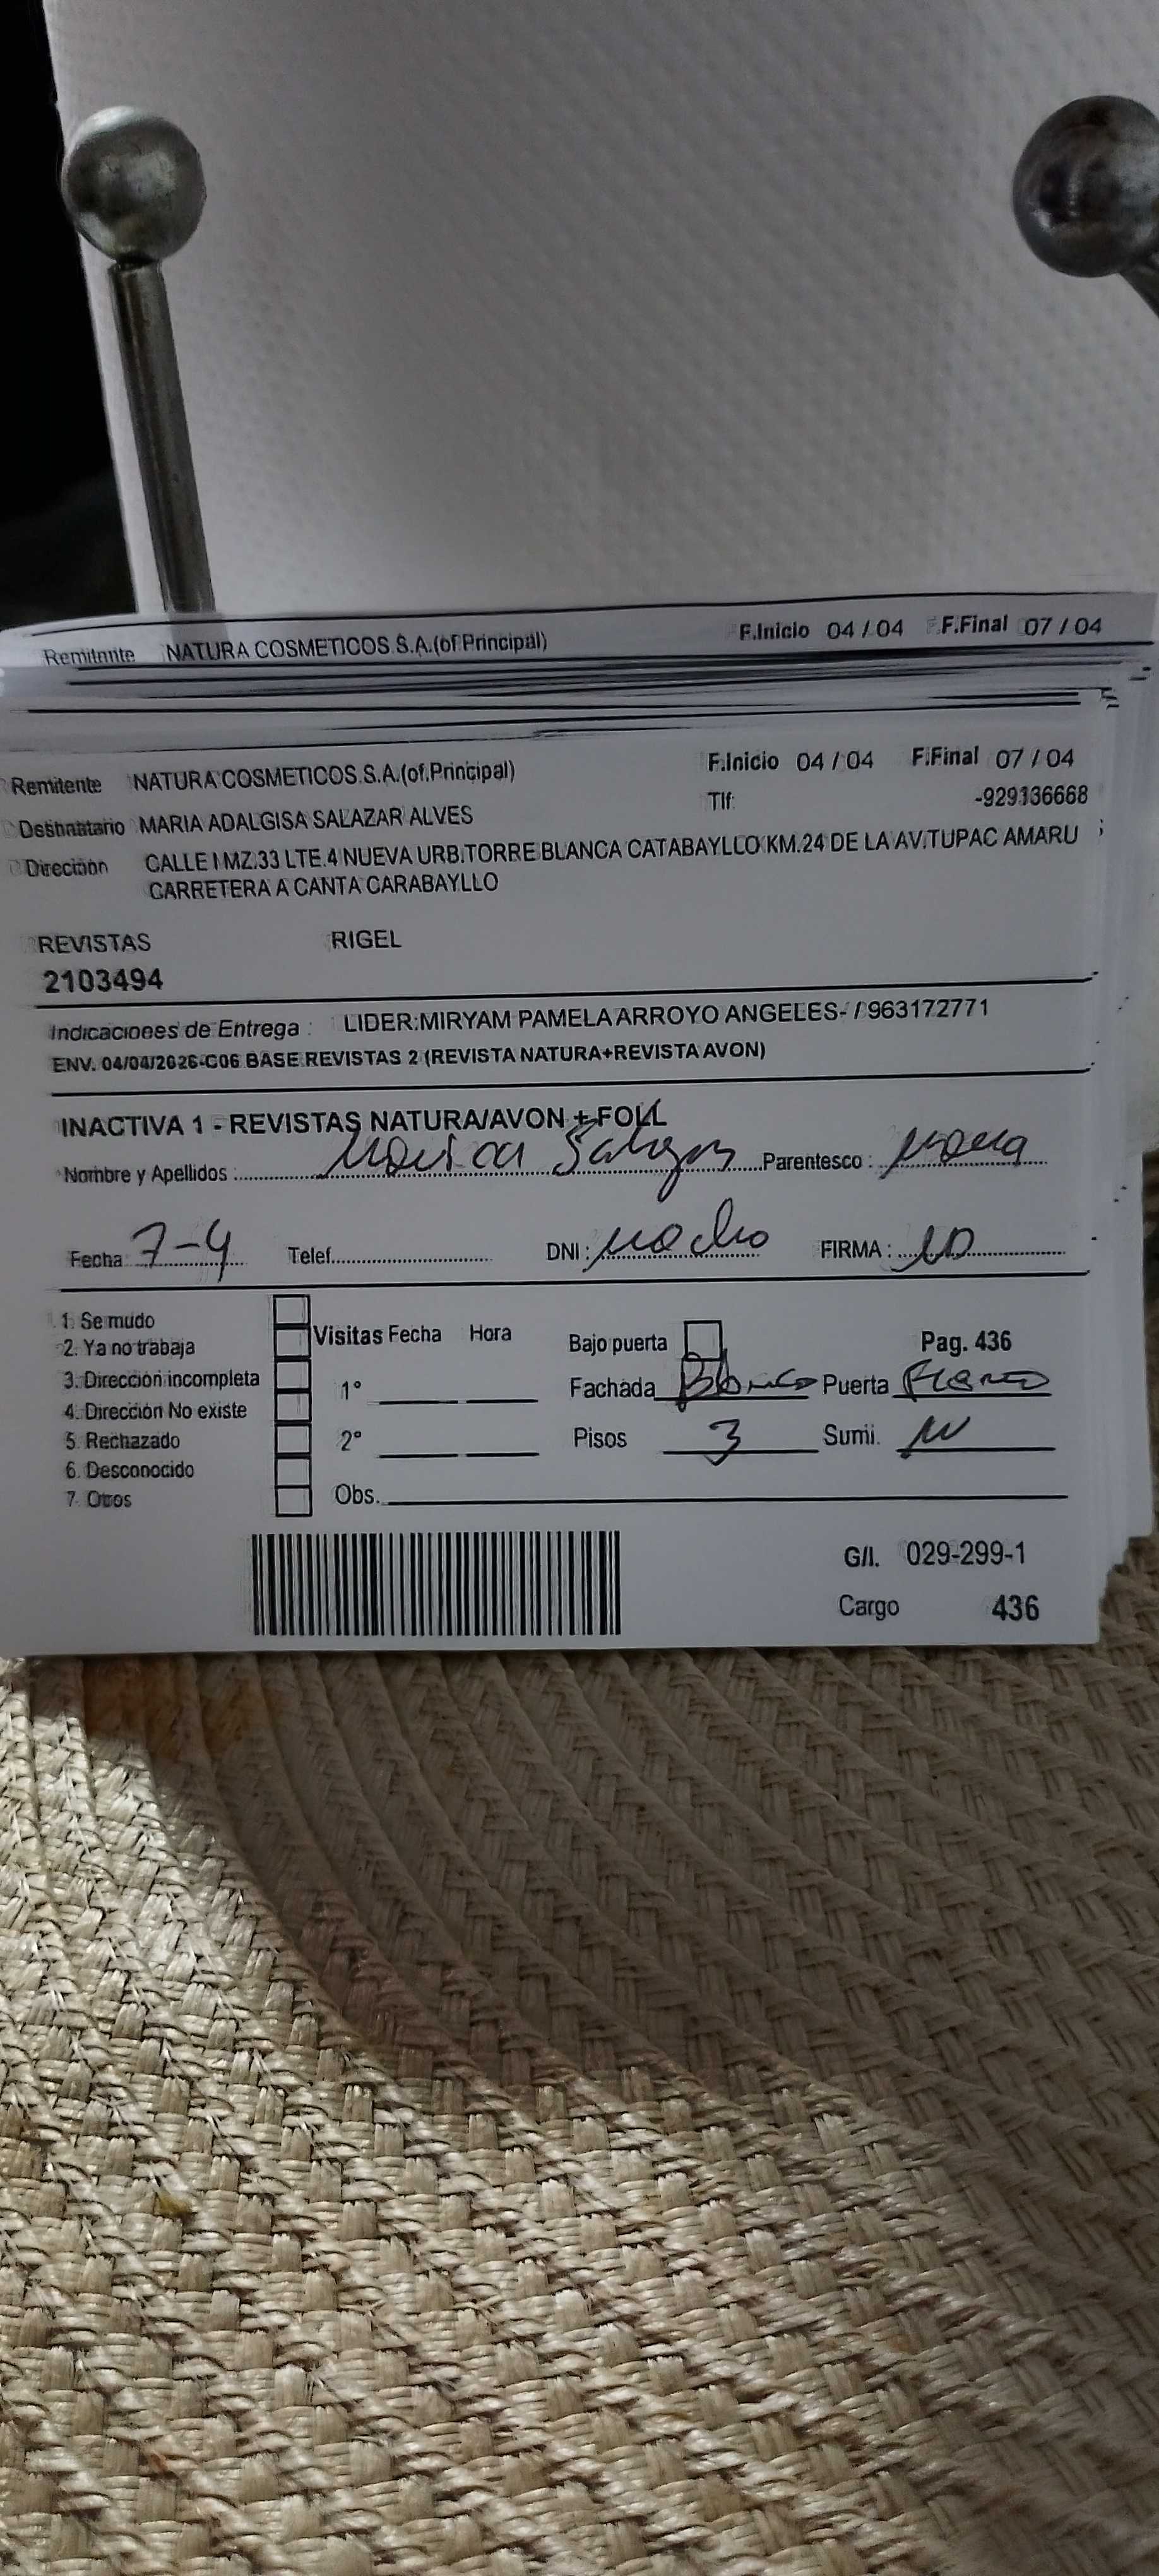 Remitente NATURA COSMETICOS S.A.(of.Principal) F.Inicio 04 / 04 F.Final 07 / 04
Remitente NATURA COSMETICOS S.A.(of.Principal) F.Inicio 04 / 04 F.Final 07 / 04
Destinatario MARIA ADALGISA SALAZAR ALVES Tlf: -929136668
Dirección CALLE I MZ.33 LTE.4 NUEVA URB.TORRE BLANCA CATABAYLLO KM.24 DE LA AV.TUPAC AMARU
CARRETERA A CANTA CARABAYLLO
REVISTAS RIGEL
2103494
Indicaciones de Entrega : LIDER:MIRYAM PAMELA ARROYO ANGELES- / 963172771
ENV. 04/04/2026-C06 BASE REVISTAS 2 (REVISTA NATURA+REVISTA AVON)
INACTIVA 1 - REVISTAS NATURA/AVON + FOLL
Nombre y Apellidos : Parentesco :
Fecha 7-4 Telef. DNI : FIRMA :
1. Se mudo
2. Ya no trabaja Visitas Fecha Hora Bajo puerta Pag. 436
3. Dirección incompleta 1° Fachada Puerta
4. Dirección No existe
5. Rechazado 2° Pisos 3 Sumi.
6. Desconocido
7. Otros Obs.
G/I. 029-299-1
Cargo 436